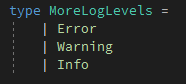 type MoreLogLevels =
    | Error
    | Warning
    | Info